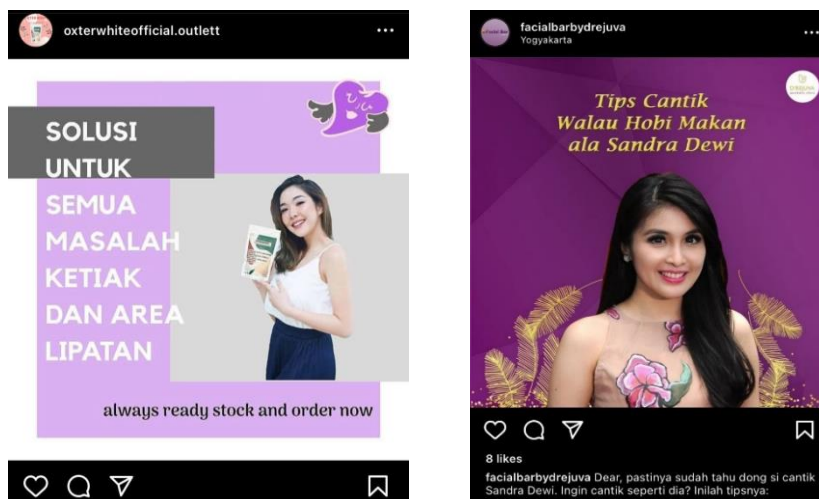 oxterwhiteofficial.outlett
SOLUSI
UNTUK
SEMUA
MASALAH
KETIAK
DAN AREA
LIPATAN
always ready stock and order now
facialbarbydrejuva
Yogyakarta
Tips Cantik
Walau Hobi Makan
ala Sandra Dewi
8 likes
facialbarbydrejuva Dear, pastinya sudah tahu dong si cantik
Sandra Dewi. Ingin cantik seperti dia? Inilah tipsnya: